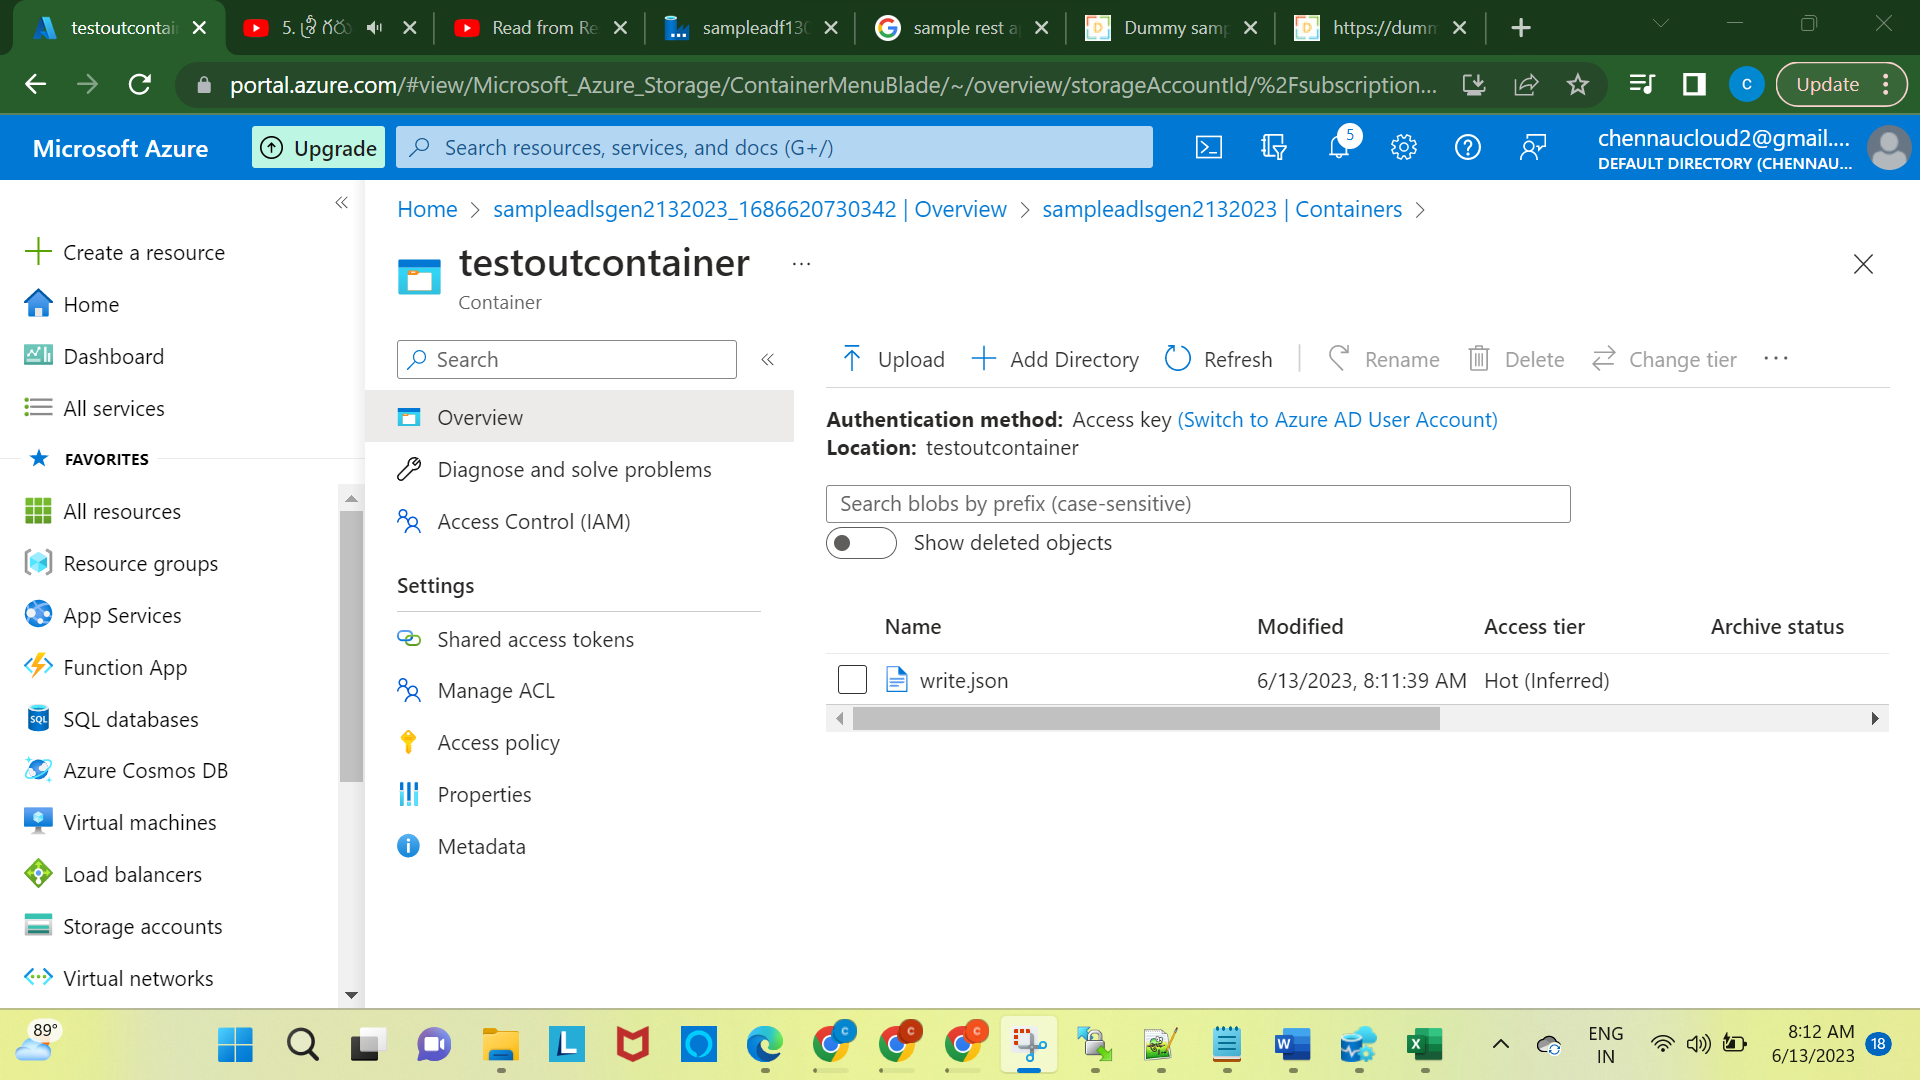 testoutcontai
5. శ్రీ గురు
Read from Re
sampleadf130
sample rest a
Dummy samp
https://dumm
portal.azure.com/#view/Microsoft_Azure_Storage/ContainerMenuBlade/~/overview/storageAccountId/%2Fsubscription...
C
Update
Microsoft Azure
Upgrade
Search resources, services, and docs (G+/)
5
chennaucloud2@gmail....
DEFAULT DIRECTORY (CHENNAU...
Home > sampleadlsgen2132023_1686620730342 | Overview > sampleadlsgen2132023 | Containers >
testoutcontainer
...
Container
Create a resource
Home
Dashboard
All services
FAVORITES
All resources
Resource groups
App Services
Function App
SQL databases
Azure Cosmos DB
Virtual machines
Load balancers
Storage accounts
Virtual networks
Search
Overview
Diagnose and solve problems
Access Control (IAM)
Settings
Shared access tokens
Manage ACL
Access policy
Properties
Metadata
Upload
Add Directory
Refresh
Rename
Delete
Change tier
...
Authentication method: Access key (Switch to Azure AD User Account)
Location: testoutcontainer
Search blobs by prefix (case-sensitive)
Show deleted objects
Name Modified Access tier Archive status
write.json 6/13/2023, 8:11:39 AM Hot (Inferred)
89°
ENG
IN
8:12 AM
6/13/2023
18